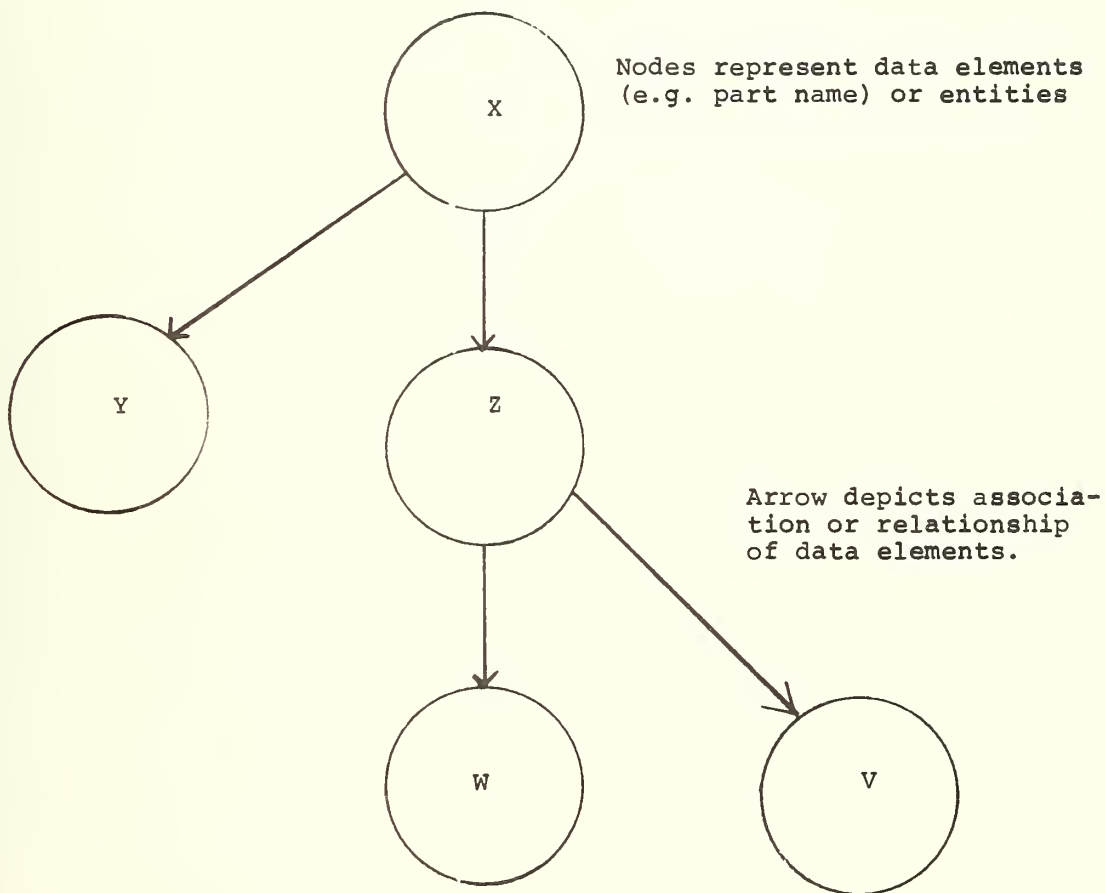 X
Nodes represent data elements
(e.g. part name) or entities
Y
Z
Arrow depicts associa-
tion or relationship
of data elements.
W
V